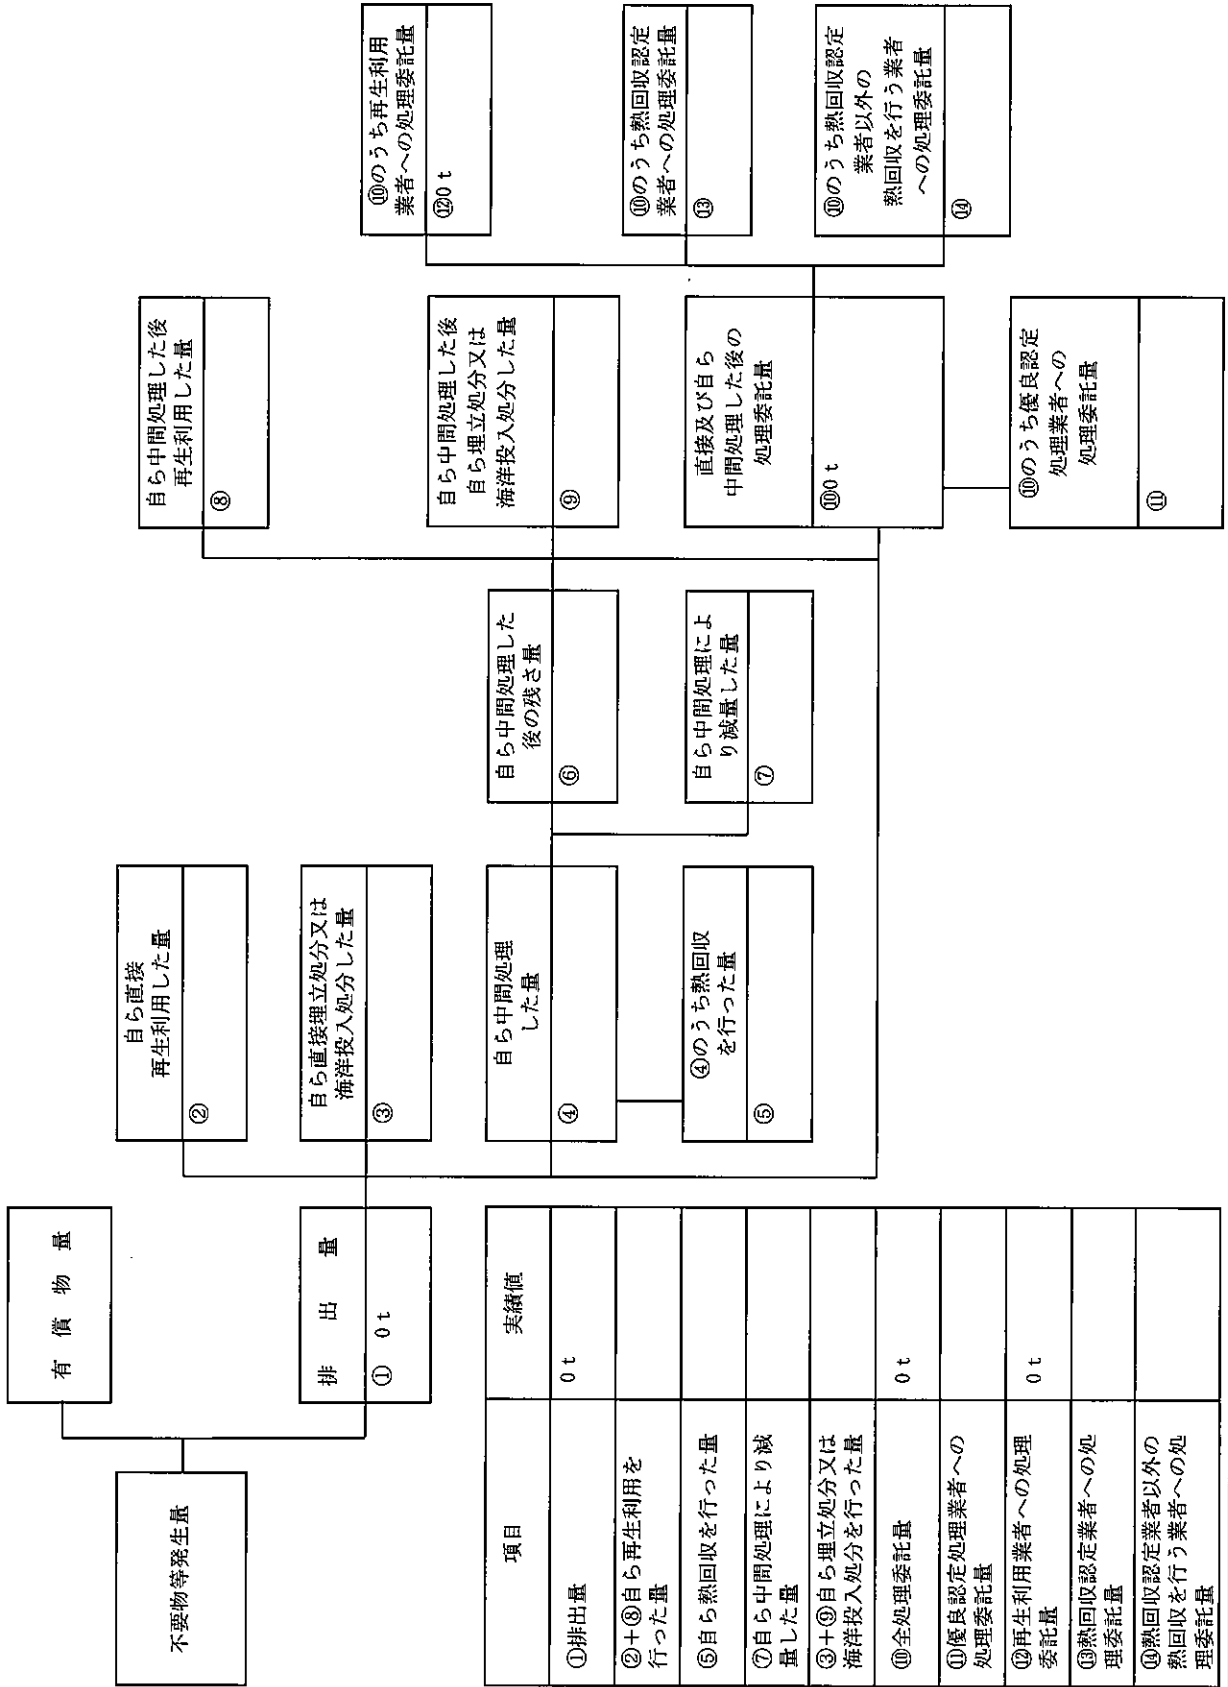 不要物等発生量
有償物量
排出量
① 0 t
自ら直接
再生利用した量
②
自ら直接埋立処分又は
海洋投入処分した量
③
自ら中間処理
した量
④
④のうち熱回収
を行った量
⑤
自ら中間処理した
後の残さ量
⑥
自ら中間処理によ
り減量した量
⑦
自ら中間処理した後
再生利用した量
⑧
自ら中間処理した後
自ら埋立処分又は
海洋投入処分した量
⑨
直接及び自ら
中間処理した後の
処理委託量
⑩0 t
⑩のうち優良認定
処理業者への
処理委託量
⑪
⑩のうち再生利用
業者への処理委託量
⑫0 t
⑩のうち熱回収認定
業者への処理委託量
⑬
⑩のうち熱回収認定
業者以外の
熱回収を行う業者
への処理委託量
⑭
項目 実績値
①排出量 0 t
②+⑧自ら再生利用を
行った量
⑤自ら熱回収を行った量
⑦自ら中間処理により減
量した量
③+⑨自ら埋立処分又は
海洋投入処分を行った量
⑩全処理委託量 0 t
⑪優良認定処理業者への
処理委託量
⑫再生利用業者への処理
委託量 0 t
⑬熱回収認定業者への処
理委託量
⑭熱回収認定業者以外の
熱回収を行う業者への処
理委託量